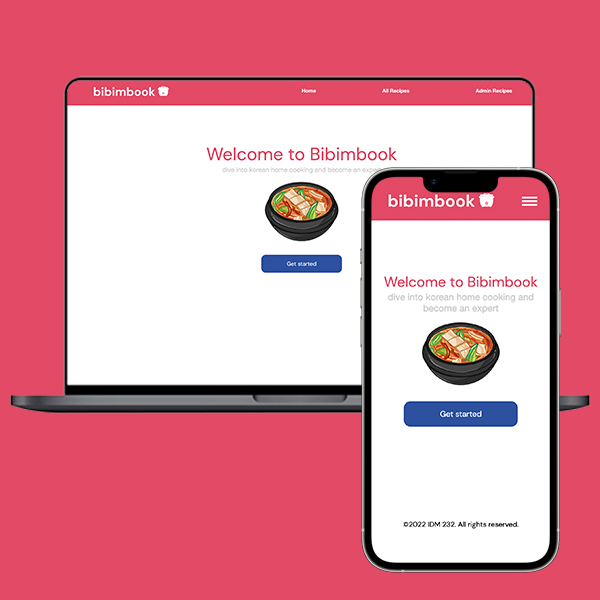 bibimbook
Home All Recipes Admin Recipes
Welcome to Bibimbook
dive into korean home cooking and become an expert
Get started
bibimbook
Welcome to Bibimbook
dive into korean home cooking and
become an expert
Get started
©2022 IDM 232. All rights reserved.